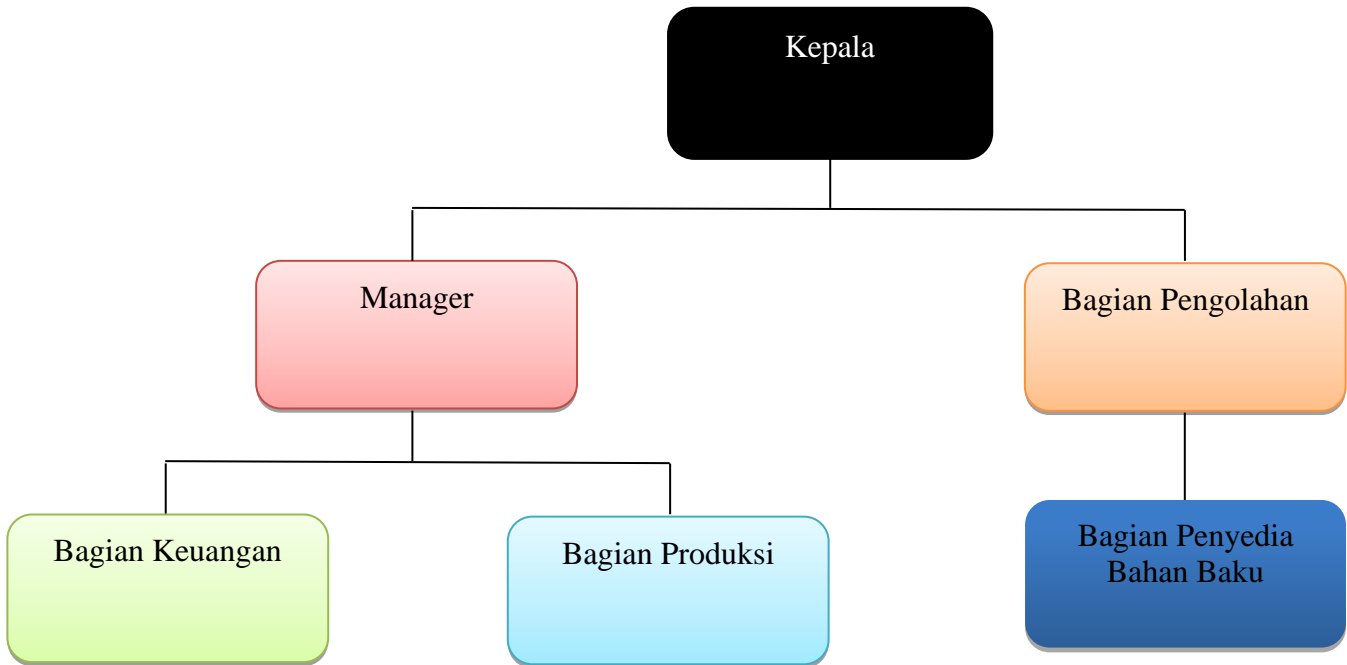 Kepala
Manager
Bagian Pengolahan
Bagian Keuangan
Bagian Produksi
Bagian Penyedia
Bahan Baku